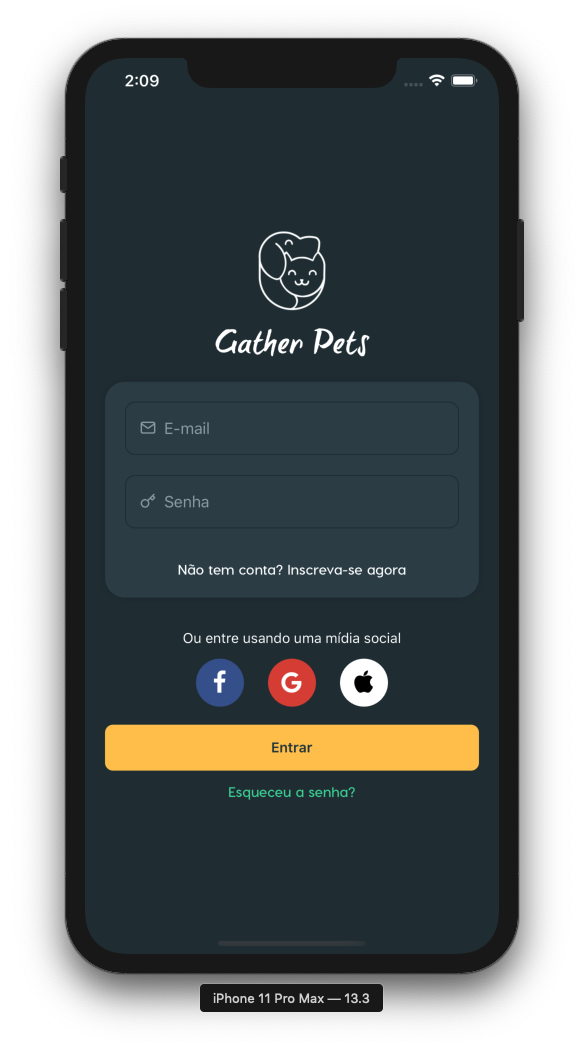 2:09
Gather Pets
E-mail
Senha
Não tem conta? Inscreva-se agora
Ou entre usando uma mídia social
f
G
Entrar
Esqueceu a senha?
iPhone 11 Pro Max — 13.3